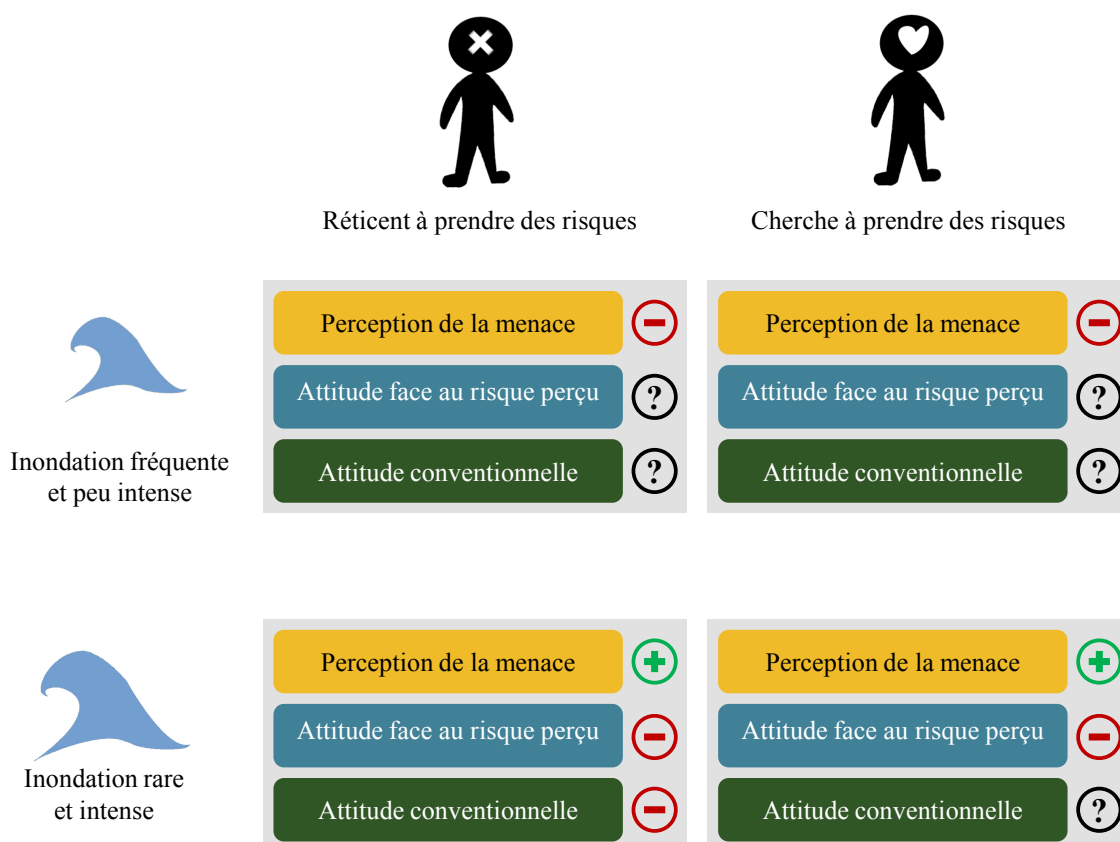 Réticent à prendre des risques
Cherche à prendre des risques
Inondation fréquente
et peu intense
Perception de la menace
Attitude face au risque perçu
?
Attitude conventionnelle
?
Perception de la menace
Attitude face au risque perçu
?
Attitude conventionnelle
?
Inondation rare
et intense
Perception de la menace
Attitude face au risque perçu
Attitude conventionnelle
Perception de la menace
Attitude face au risque perçu
Attitude conventionnelle
?